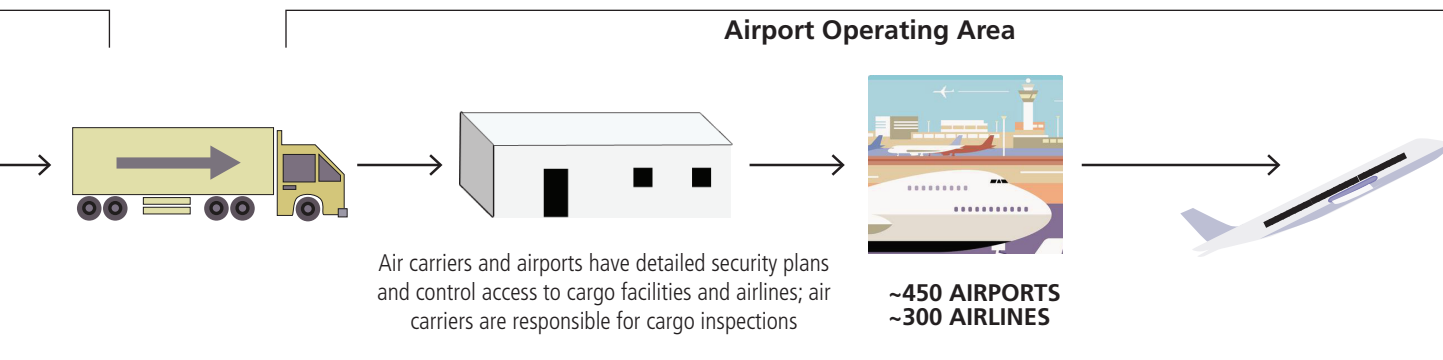 Airport Operating Area
Air carriers and airports have detailed security plans
and control access to cargo facilities and airlines; air
carriers are responsible for cargo inspections
~450 AIRPORTS
~300 AIRLINES